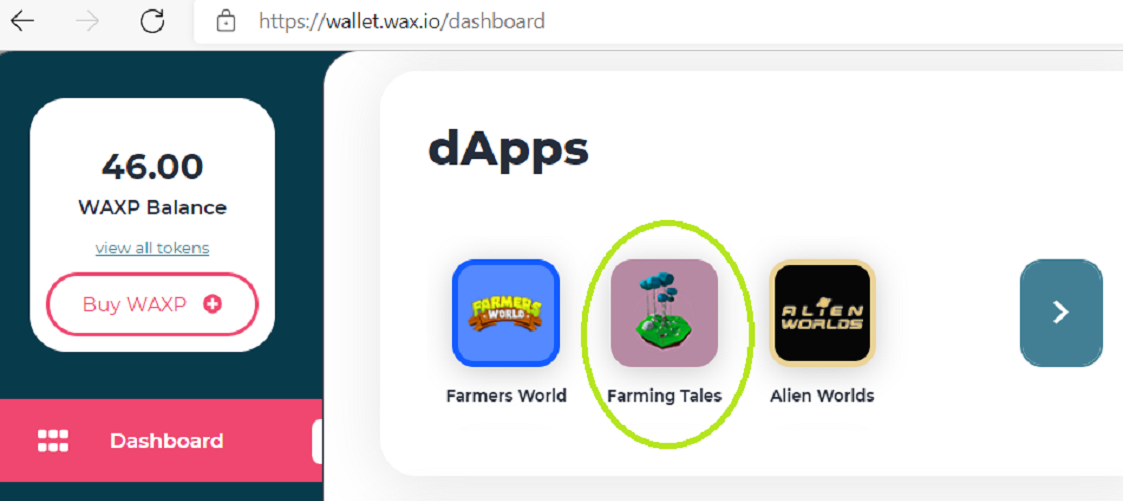 https://wallet.wax.io/dashboard
46.00
WAXP Balance
view all tokens
Buy WAXP
Dashboard
dApps
FARMERS
WORLD
ALIEN
WORLDS
Farmers World
Farming Tales
Alien Worlds